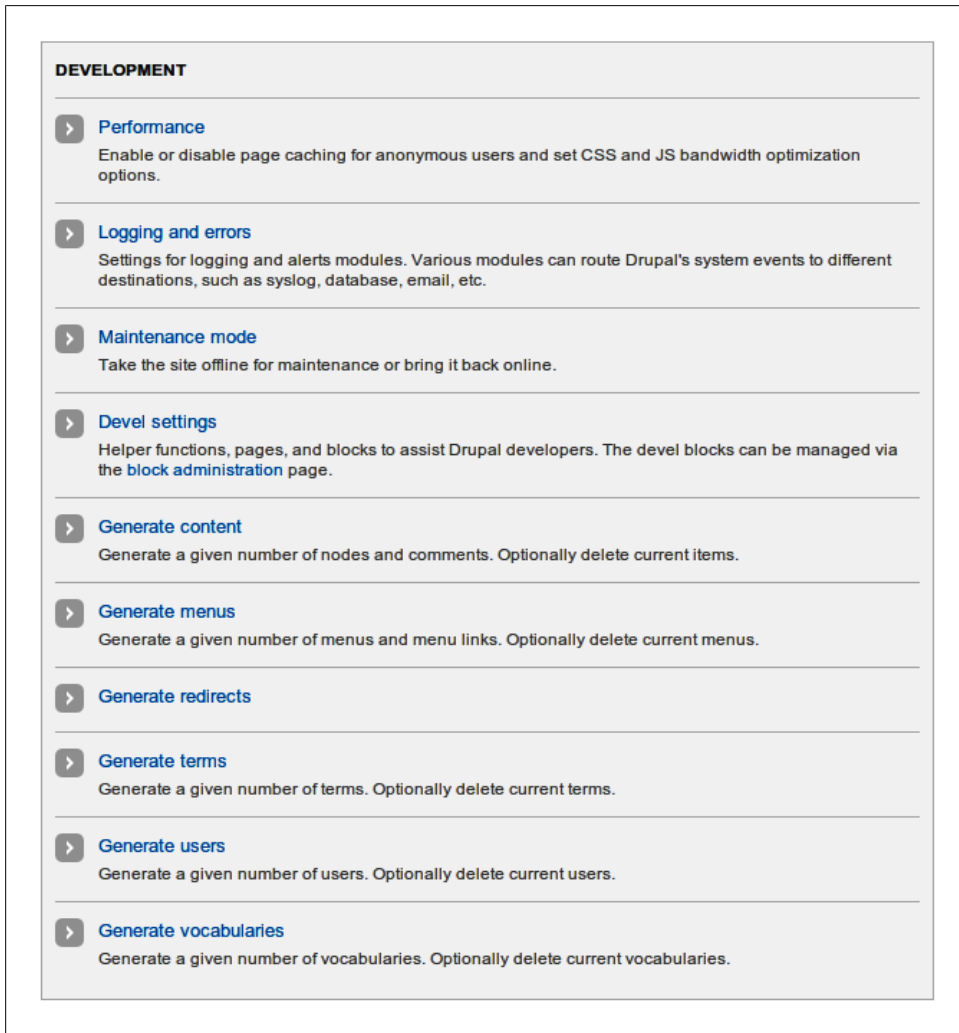 DEVELOPMENT
Performance
Enable or disable page caching for anonymous users and set CSS and JS bandwidth optimization
options.
Logging and errors
Settings for logging and alerts modules. Various modules can route Drupal's system events to different
destinations, such as syslog, database, email, etc.
Maintenance mode
Take the site offline for maintenance or bring it back online.
Devel settings
Helper functions, pages, and blocks to assist Drupal developers. The devel blocks can be managed via
the block administration page.
Generate content
Generate a given number of nodes and comments. Optionally delete current items.
Generate menus
Generate a given number of menus and menu links. Optionally delete current menus.
Generate redirects
Generate terms
Generate a given number of terms. Optionally delete current terms.
Generate users
Generate a given number of users. Optionally delete current users.
Generate vocabularies
Generate a given number of vocabularies. Optionally delete current vocabularies.